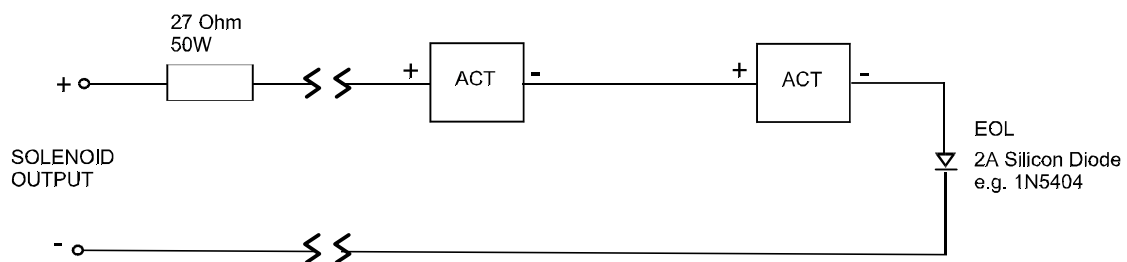 27 Ohm
50W
+
+ ACT -
+ ACT -
EOL
2A Silicon Diode
e.g. 1N5404
SOLENOID
OUTPUT
-